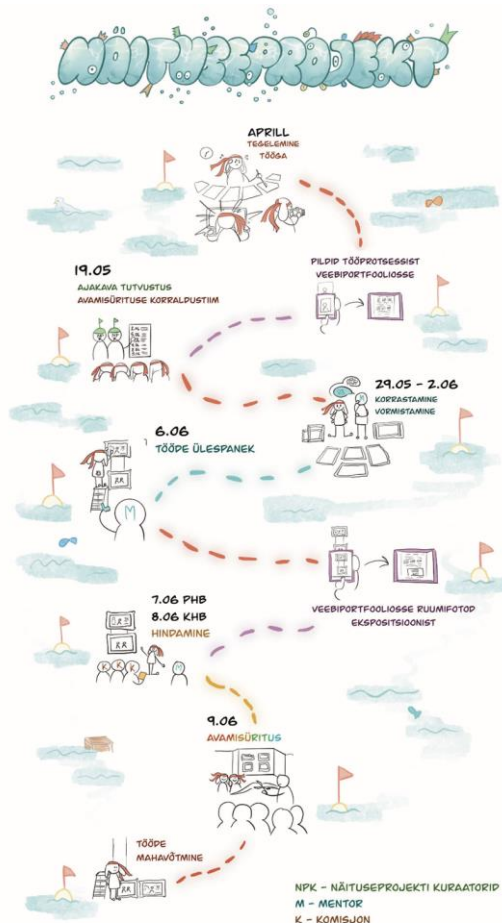 NÄITUSEPROJEKT
APRILL
TEGELEMINE
TÖÖGA
PILDID TÖÖPROTSESSIST
VEEBIPORTFOOLIOSSE
19.05
AJAKAVA TUTVUSTUS
AVAMISÜRITUSE KORRALDUSTIIM
29.05 - 2.06
KORRASTAMINE
VORMISTAMINE
6.06
TÖÖDE ÜLESPANEK
M
M
VEEBIPORTFOOLIOSSE RUUMIFOTOD
EKSPOSITSIOONIST
7.06 PHB
8.06 KHB
HINDAMINE
K K K
M
9.06
AVAMISÜRITUS
TÖÖDE
MAHAVÕTMINE
NPK - NÄITUSEPROJEKTI KURAATORID
M - MENTOR
K - KOMISJON